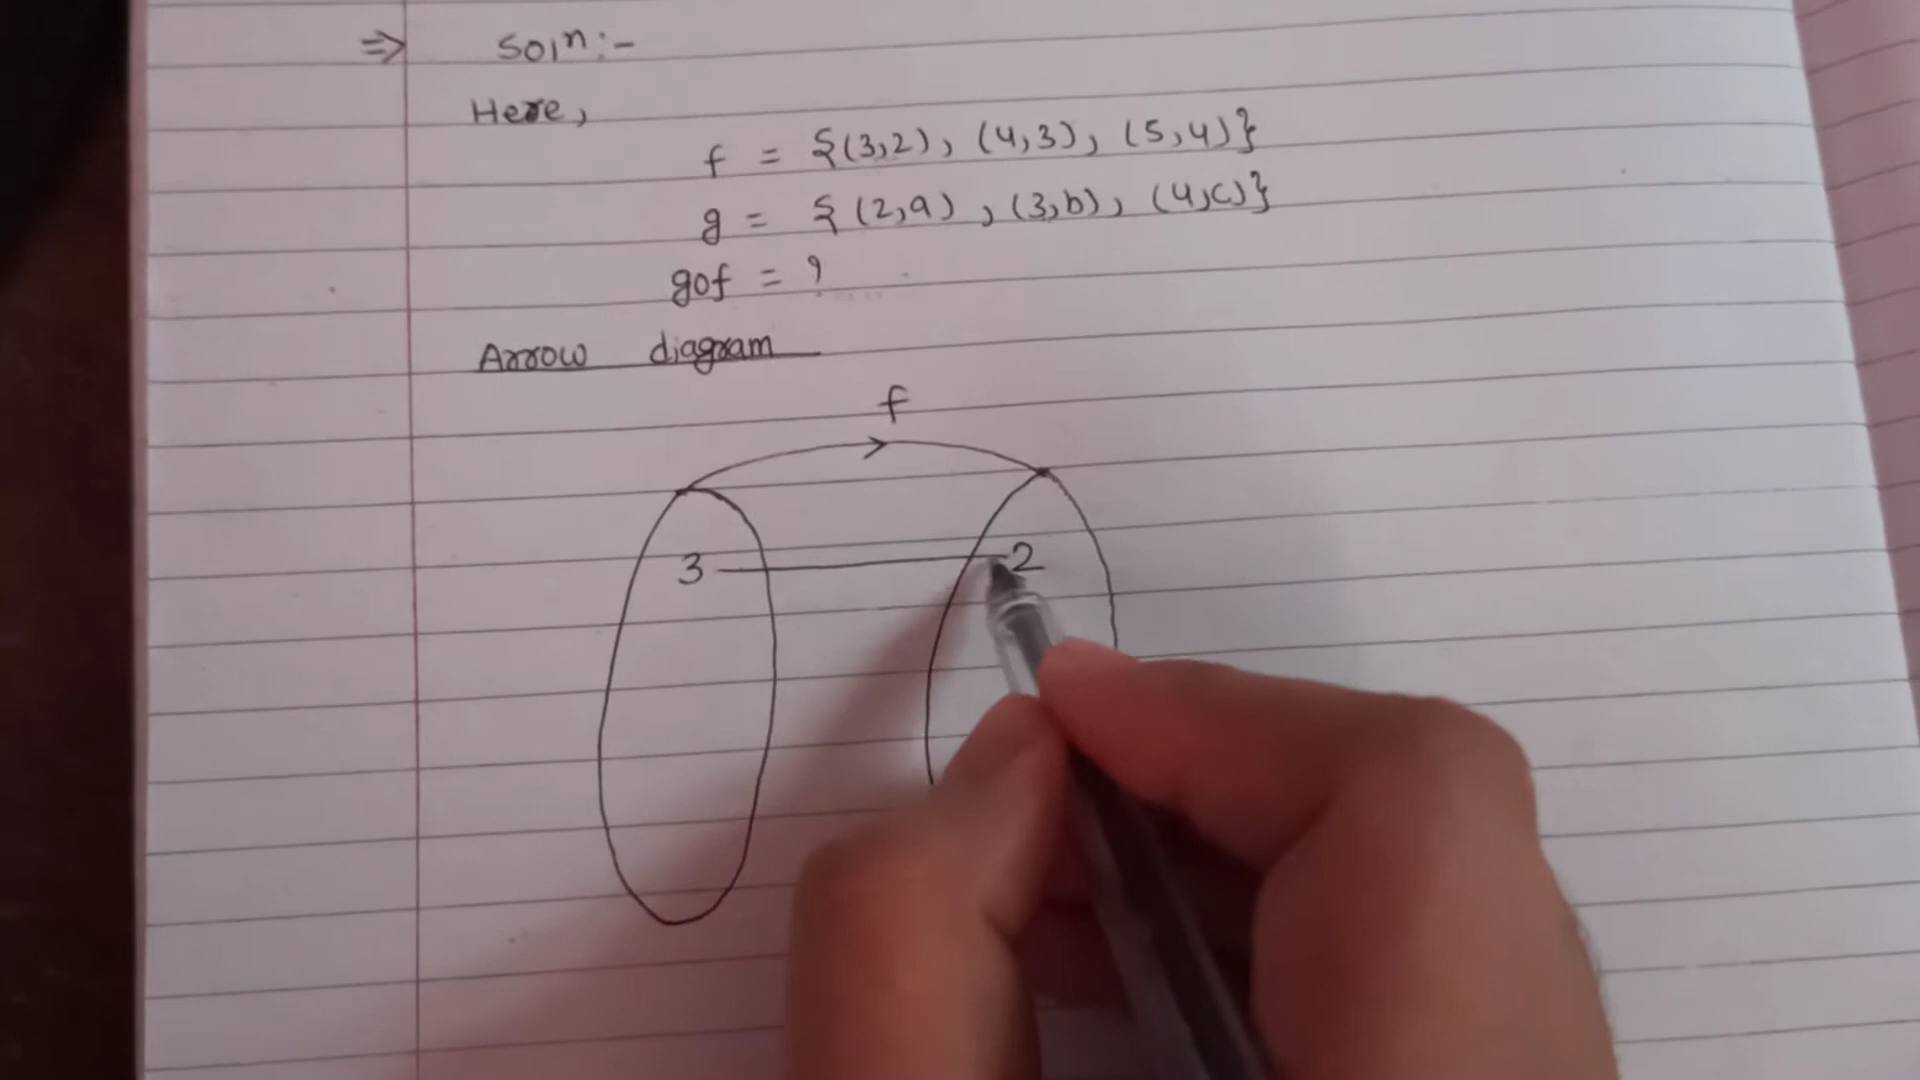 ⇒ Soln:-
Here,
f = {(3,2), (4,3), (5,4)}
g = {(2,a), (3,b), (4,c)}
gof = ?
Arrow diagram
f
3 2